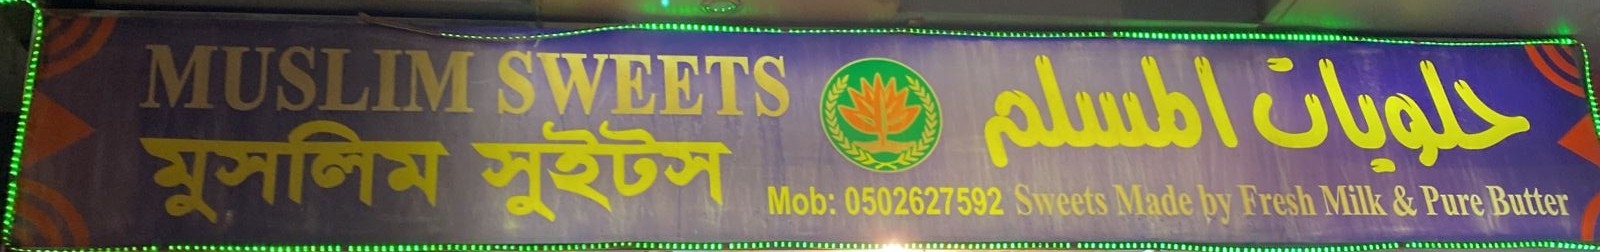 MUSLIM SWEETS
মুসলিম সুইটস
حلويات المسلم
Mob: 0502627592 Sweets Made by Fresh Milk & Pure Butter